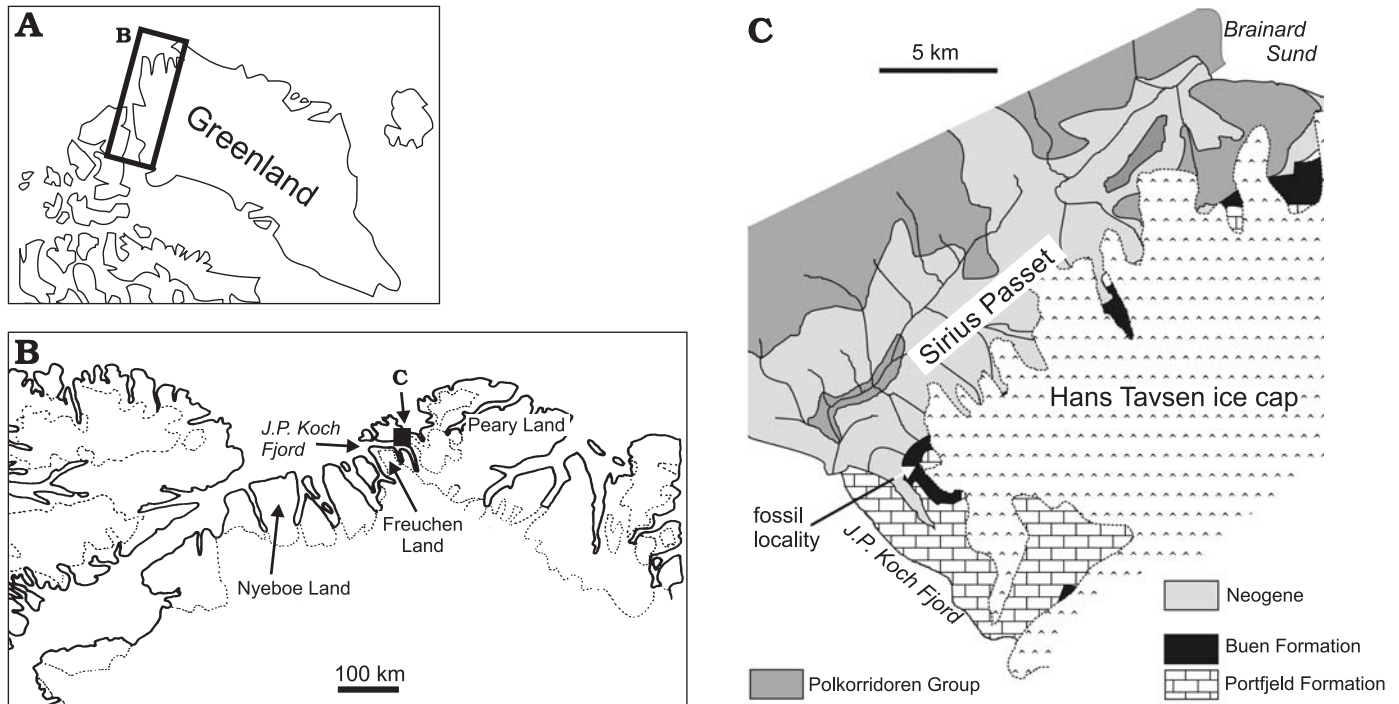 A
B
Greenland
B
C
J.P. Koch
Fjord
Peary Land
Freuchen
Land
Nyeboe Land
100 km
C
5 km
Brainard
Sund
Sirius Passet
Hans Tavsen ice cap
fossil
locality
J.P. Koch Fjord
Neogene
Buen Formation
Polkorridoren Group
Portfjeld Formation